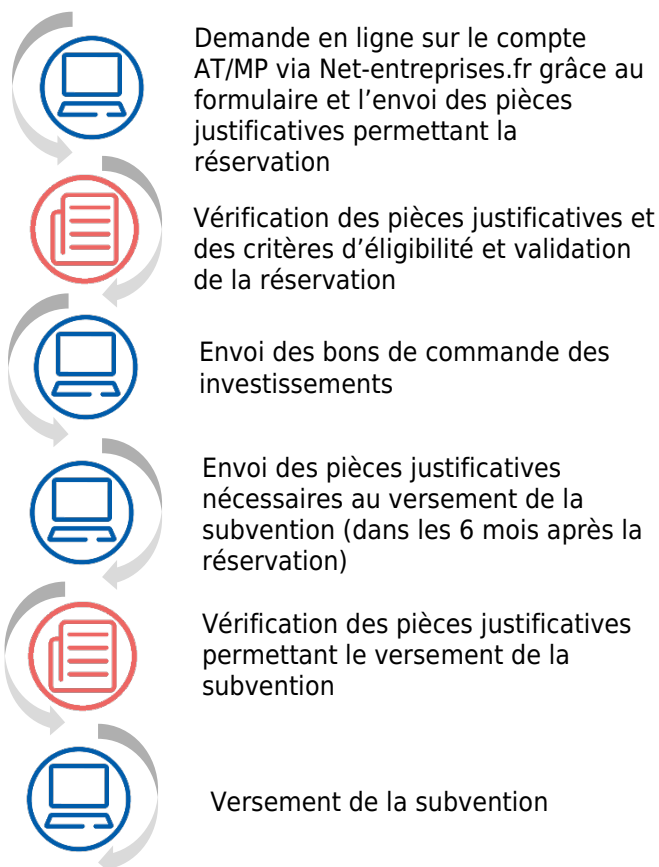 Demande en ligne sur le compte
AT/MP via Net-entreprises.fr grâce au
formulaire et l'envoi des pièces
justificatives permettant la
réservation
Vérification des pièces justificatives et
des critères d'éligibilité et validation
de la réservation
Envoi des bons de commande des
investissements
Envoi des pièces justificatives
nécessaires au versement de la
subvention (dans les 6 mois après la
réservation)
Vérification des pièces justificatives
permettant le versement de la
subvention
Versement de la subvention